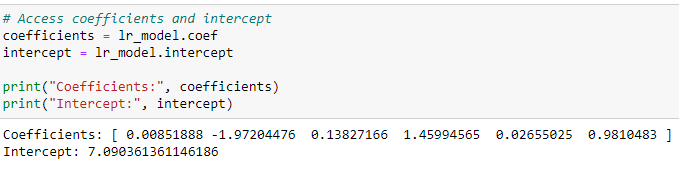 # Access coefficients and intercept
coefficients = lr_model.coef
intercept = lr_model.intercept
print("Coefficients:", coefficients)
print("Intercept:", intercept)
Coefficients: [ 0.00851888 -1.97204476  0.13827166  1.45994565  0.02655025  0.9810483 ]
Intercept: 7.090361361146186